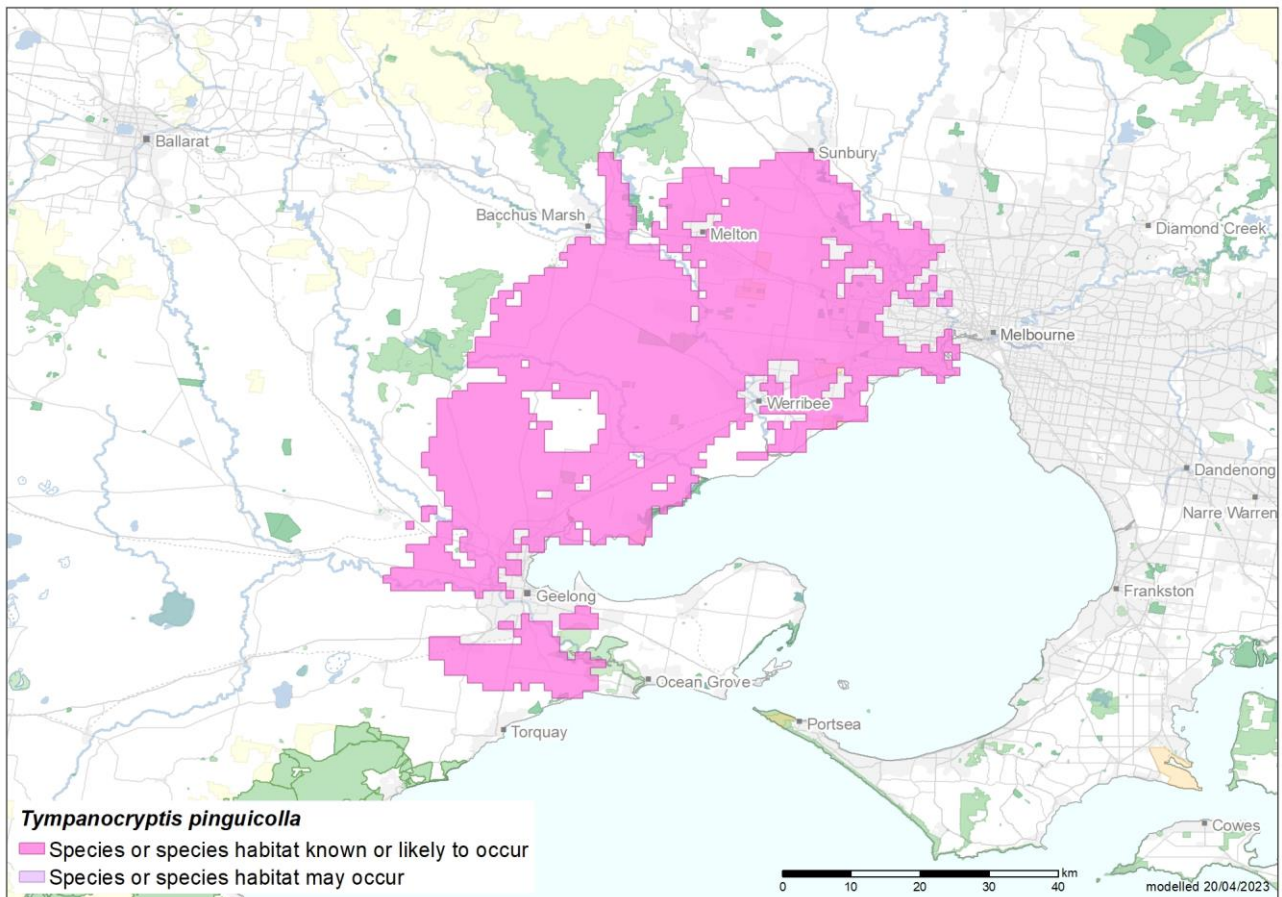 Ballarat
Sunbury
Bacchus Marsh
Melton
Diamond Creek
Melbourne
Werribee
Dandenong
Narre Warren
Geelong
Frankston
Ocean Grove
Portsea
Torquay
Cowes
Tympanocryptis pinguicolla
Species or species habitat known or likely to occur
Species or species habitat may occur
km
0 10 20 30 40
modelled 20/04/2023